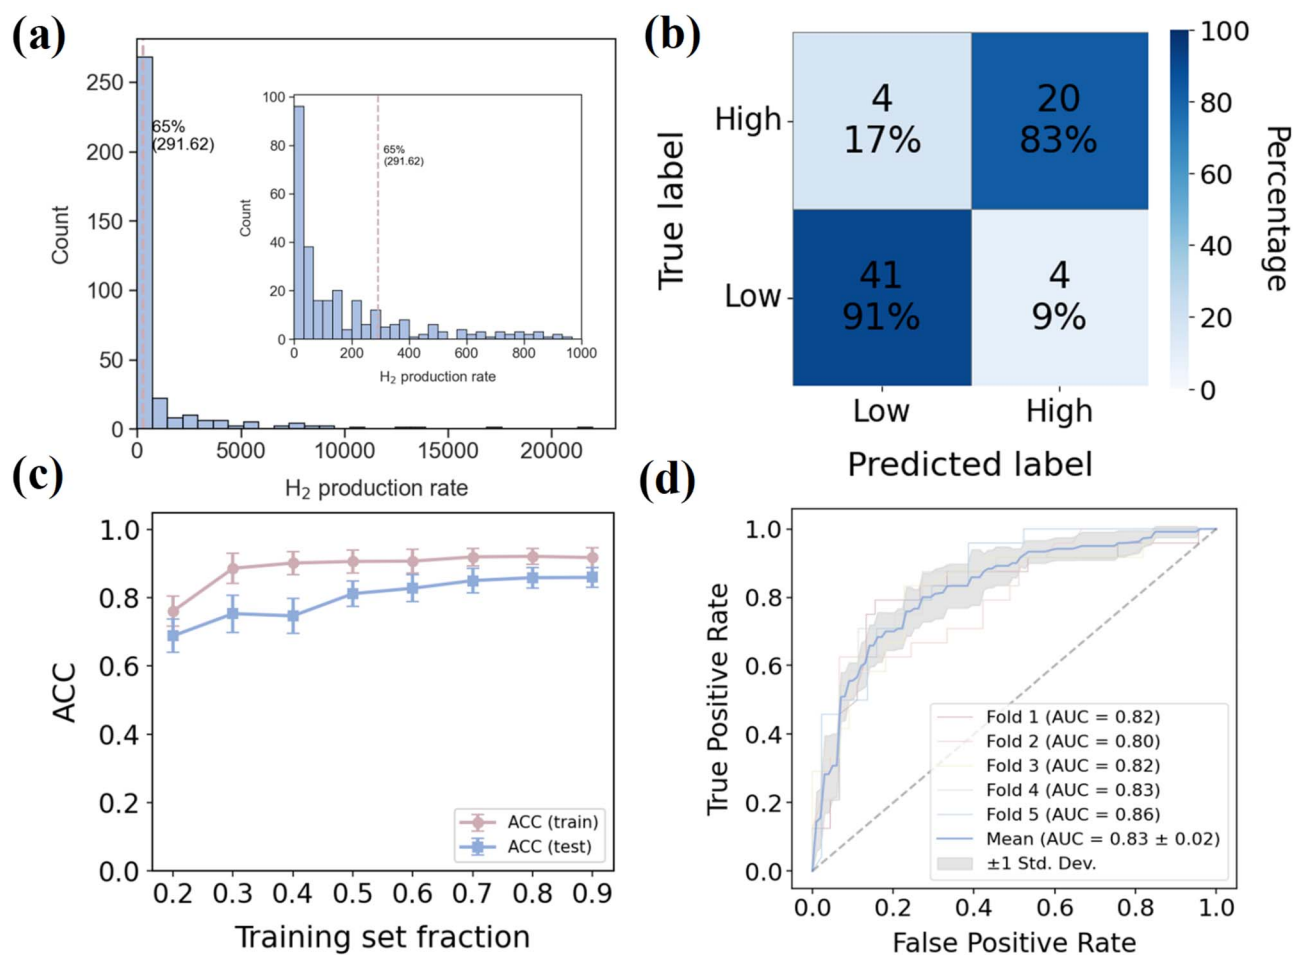 (a)
250
200
150
100
50
0
Count
65%
(291.62)
0
5000
10000
15000
20000
H₂ production rate
100
80
60
40
20
0
Count
65%
(291.62)
0
200
400
600
800
1000
H₂ production rate
(b)
True label
High
Low
4
17%
20
83%
41
91%
4
9%
Low
High
Predicted label
100
80
60
40
20
0
Percentage
(c)
ACC
1.0
0.8
0.6
0.4
0.2
0.0
ACC (train)
ACC (test)
0.2
0.3
0.4
0.5
0.6
0.7
0.8
0.9
Training set fraction
(d)
True Positive Rate
1.0
0.8
0.6
0.4
0.2
0.0
Fold 1 (AUC = 0.82)
Fold 2 (AUC = 0.80)
Fold 3 (AUC = 0.82)
Fold 4 (AUC = 0.83)
Fold 5 (AUC = 0.86)
Mean (AUC = 0.83 ± 0.02)
±1 Std. Dev.
0.0
0.2
0.4
0.6
0.8
1.0
False Positive Rate